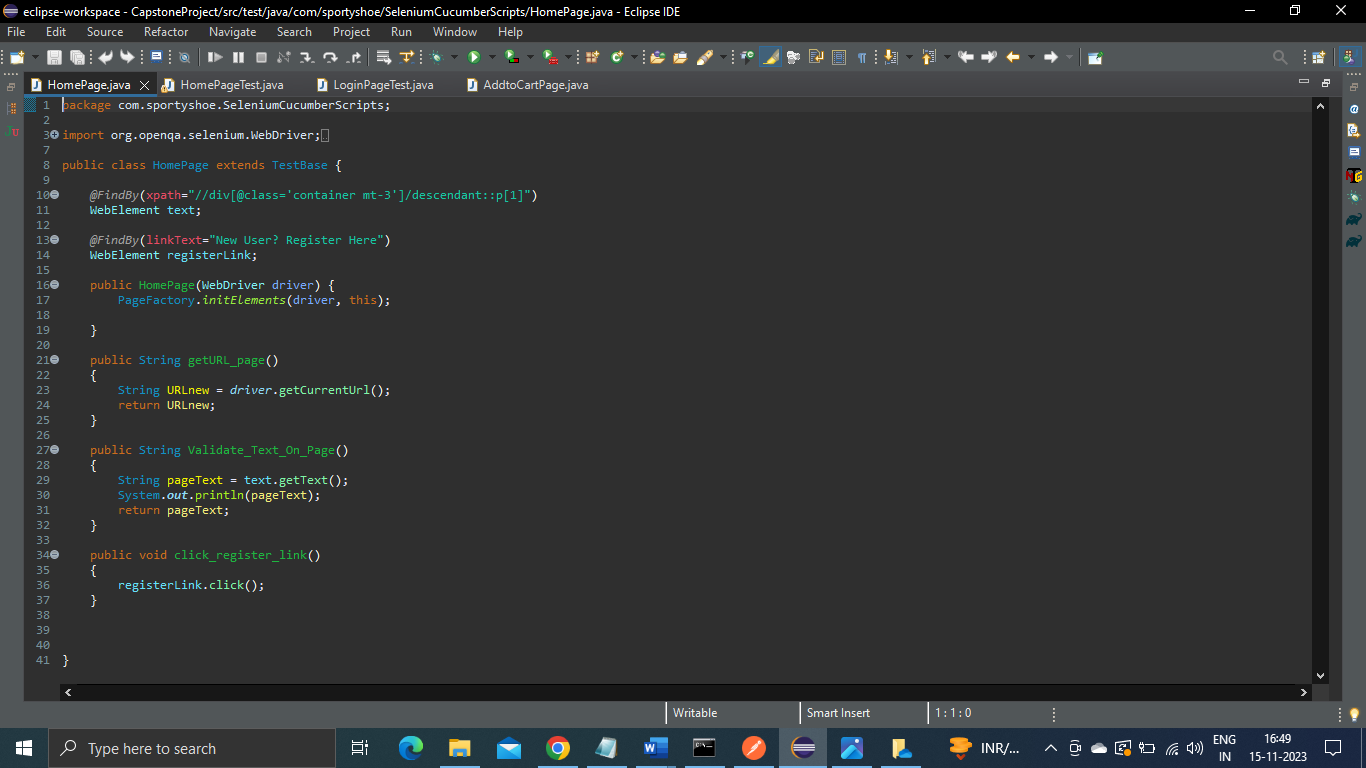 eclipse-workspace - CapstoneProject/src/test/java/com/sportyshoe/SeleniumCucumberScripts/HomePage.java - Eclipse IDE
File Edit Source Refactor Navigate Search Project Run Window Help
HomePage.java HomePageTest.java LoginPageTest.java AddtoCartPage.java
1 package com.sportyshoe.SeleniumCucumberScripts;
2
3 import org.openqa.selenium.WebDriver;
7
8 public class HomePage extends TestBase {
9
10 @FindBy(xpath="//div[@class='container mt-3']/descendant::p[1]")
11 WebElement text;
12
13 @FindBy(linkText="New User? Register Here")
14 WebElement registerLink;
15
16 public HomePage(WebDriver driver) {
17 PageFactory.initElements(driver, this);
18
19 }
20
21 public String getURL_page()
22 {
23 String URLnew = driver.getCurrentUrl();
24 return URLnew;
25 }
26
27 public String Validate_Text_On_Page()
28 {
29 String pageText = text.getText();
30 System.out.println(pageText);
31 return pageText;
32 }
33
34 public void click_register_link()
35 {
36 registerLink.click();
37 }
38
39
40
41 }
Writable Smart Insert 1 : 1 : 0
Type here to search
INR/...
ENG
IN
16:49
15-11-2023